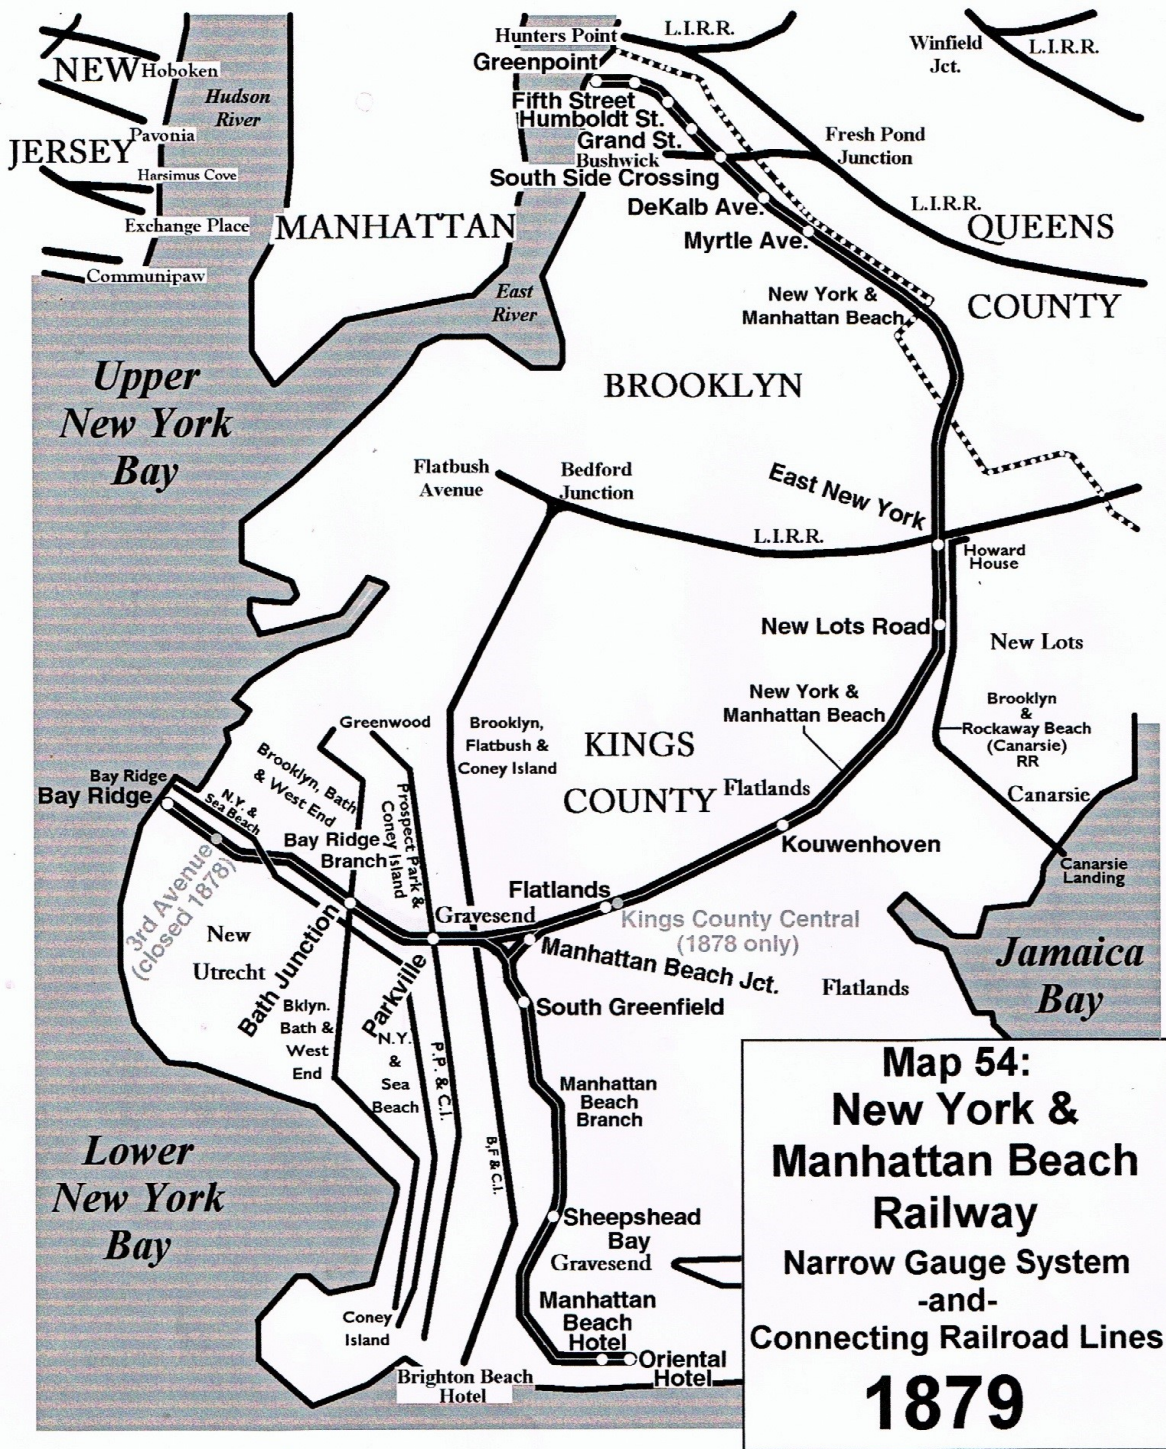 Hunters Point
L.I.R.R.
Winfield
Jct.
L.I.R.R.
NEW
JERSEY
Hoboken
Hudson
River
Pavonia
Harsimus Cove
Exchange Place
Communipaw
MANHATTAN
Greenpoint
Fifth Street
Humboldt St.
Grand St.
Bushwick
South Side Crossing
DeKalb Ave.
Myrtle Ave.
Fresh Pond
Junction
L.I.R.R.
QUEENS
COUNTY
East
River
New York &
Manhattan Beach
Upper
New York
Bay
BROOKLYN
Flatbush
Avenue
Bedford
Junction
East New York
L.I.R.R.
Howard
House
New Lots Road
New Lots
New York &
Manhattan Beach
Brooklyn
&
Rockaway Beach
(Canarsie)
RR
Greenwood
Brooklyn,
Flatbush &
Coney Island
KINGS
COUNTY
Flatlands
Canarsie
Brooklyn, Bath
& West End
Prospect Park &
Coney Island
Bay Ridge
Bay Ridge
N.Y. &
Sea Beach
Bay Ridge
Branch
Kouwenhoven
Canarsie
Landing
3rd Avenue
(closed 1878)
Flatlands
Gravesend
Kings County Central
(1878 only)
New
Utrecht
Bath Junction
Parkville
Manhattan Beach Jct.
Flatlands
Jamaica
Bay
South Greenfield
Bklyn.
Bath &
West
End
N.Y.
&
Sea
Beach
P.P. & C.I.
B,F & C.I.
Manhattan
Beach
Branch
Lower
New York
Bay
Sheepshead
Bay
Gravesend
Manhattan
Beach
Hotel
Oriental
Hotel
Coney
Island
Brighton Beach
Hotel
Map 54:
New York &
Manhattan Beach
Railway
Narrow Gauge System
-and-
Connecting Railroad Lines
1879